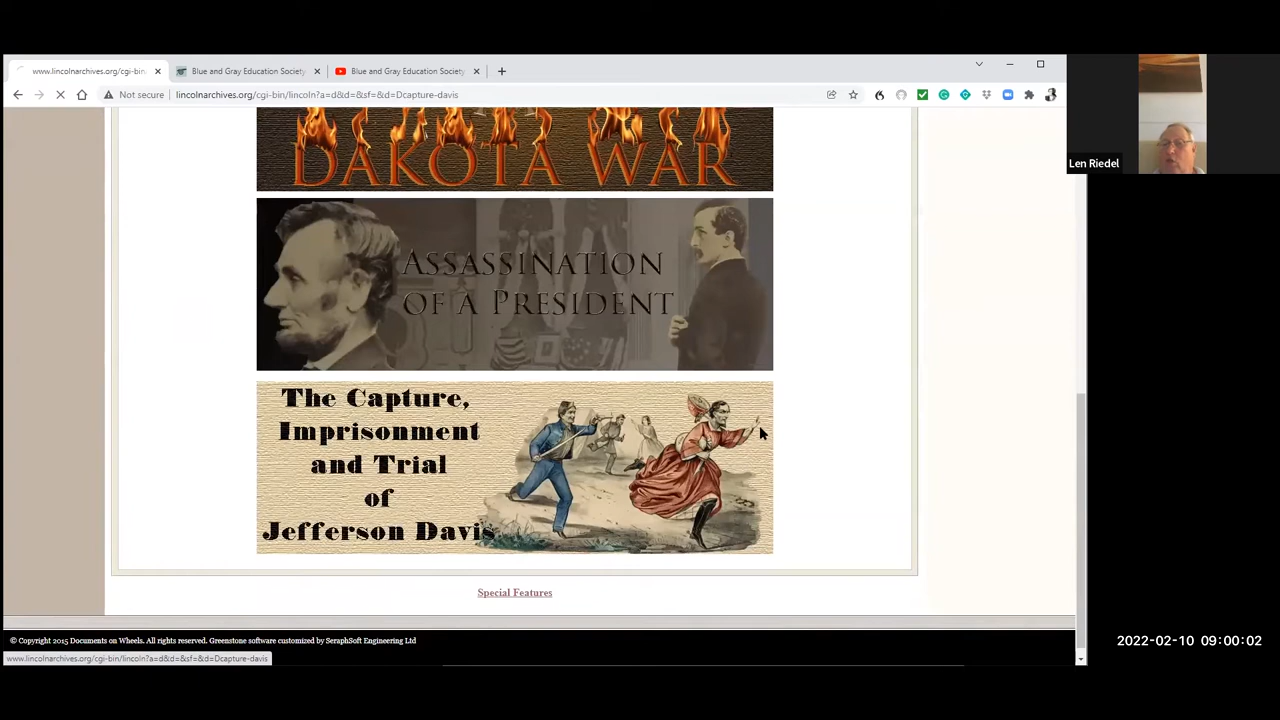 www.lincolnarchives.org/cgi-bin/
Blue and Gray Education Society
Blue and Gray Education Society
Not secure
lincolnarchives.org/cgi-bin/lincoln?a=d&d=&sf=&d=Dcapture-davis
Len Riedel
DAKOTA WAR
ASSASSINATION
OF A PRESIDENT
The Capture,
Imprisonment
and Trial
of
Jefferson Davis
Special Features
© Copyright 2015 Documents on Wheels. All rights reserved. Greenstone software customized by SeraphSoft Engineering Ltd
2022-02-10 09:00:02
www.lincolnarchives.org/cgi-bin/lincoln?a=d&d=&sf=&d=Dcapture-davis